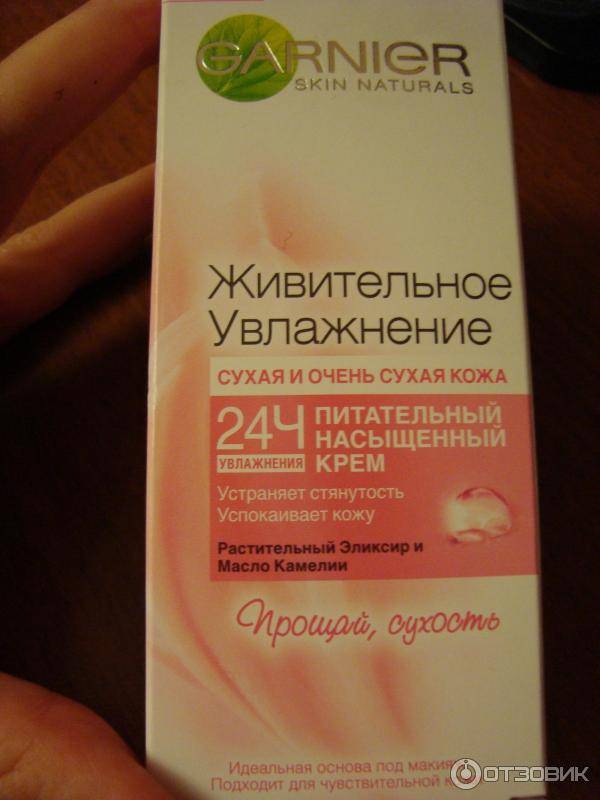 GARNIER
SKIN NATURALS
Живительное
Увлажнение
СУХАЯ И ОЧЕНЬ СУХАЯ КОЖА
24Ч
УВЛАЖНЕНИЯ
ПИТАТЕЛЬНЫЙ
НАСЫЩЕННЫЙ
КРЕМ
Устраняет стянутость
Успокаивает кожу
Растительный Эликсир и
Масло Камелии
Прощай, сухость
Идеальная основа под
Подходит для чувствительной
ОТЗОВИК